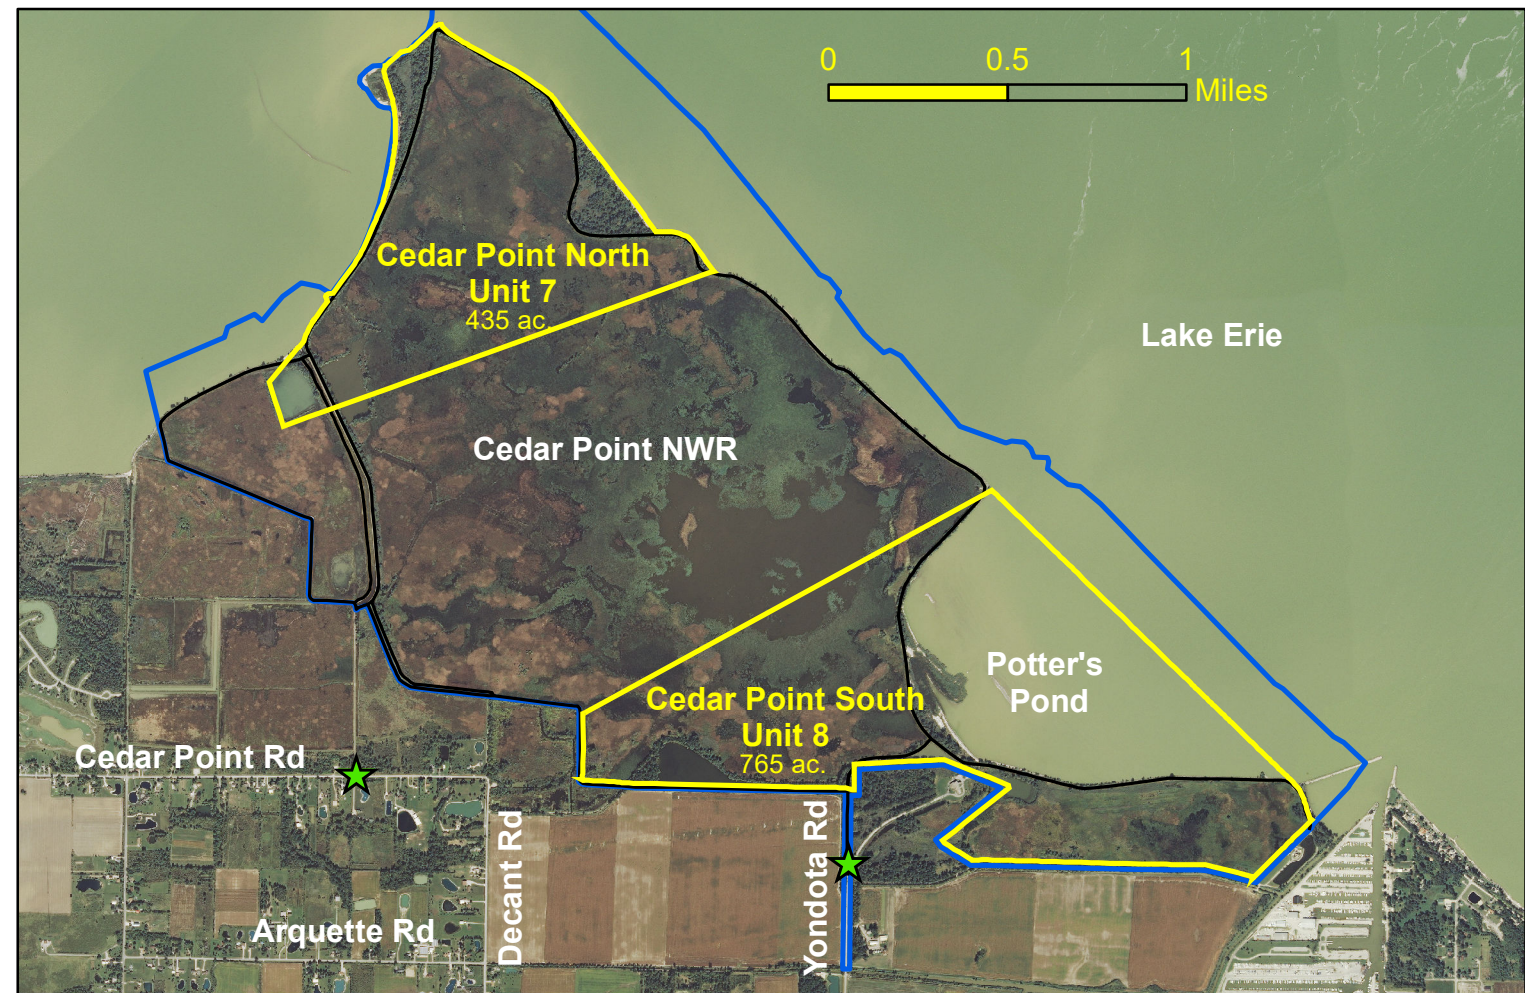 0 0.5 1
Miles
Cedar Point North
Unit 7
435 ac.
Lake Erie
Cedar Point NWR
Potter's
Pond
Cedar Point South
Unit 8
765 ac.
Cedar Point Rd
Decant Rd
Yondota Rd
Arquette Rd